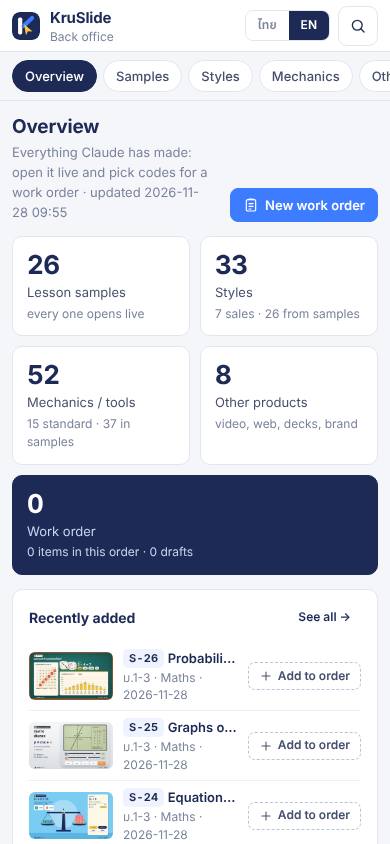 KruSlide
Back office
ไทย
EN
Overview
Samples
Styles
Mechanics
Oth
Overview
Everything Claude has made:
open it live and pick codes for a
work order · updated 2026-11-
28 09:55
New work order
26
Lesson samples
every one opens live
33
Styles
7 sales · 26 from samples
52
Mechanics / tools
15 standard · 37 in
samples
8
Other products
video, web, decks, brand
0
Work order
0 items in this order · 0 drafts
Recently added
See all →
S-26 Probabili...
ม.1-3 · Maths ·
2026-11-28
+ Add to order
S-25 Graphs o...
ม.1-3 · Maths ·
2026-11-28
+ Add to order
S-24 Equation...
ม.1-3 · Maths ·
2026-11-28
+ Add to order